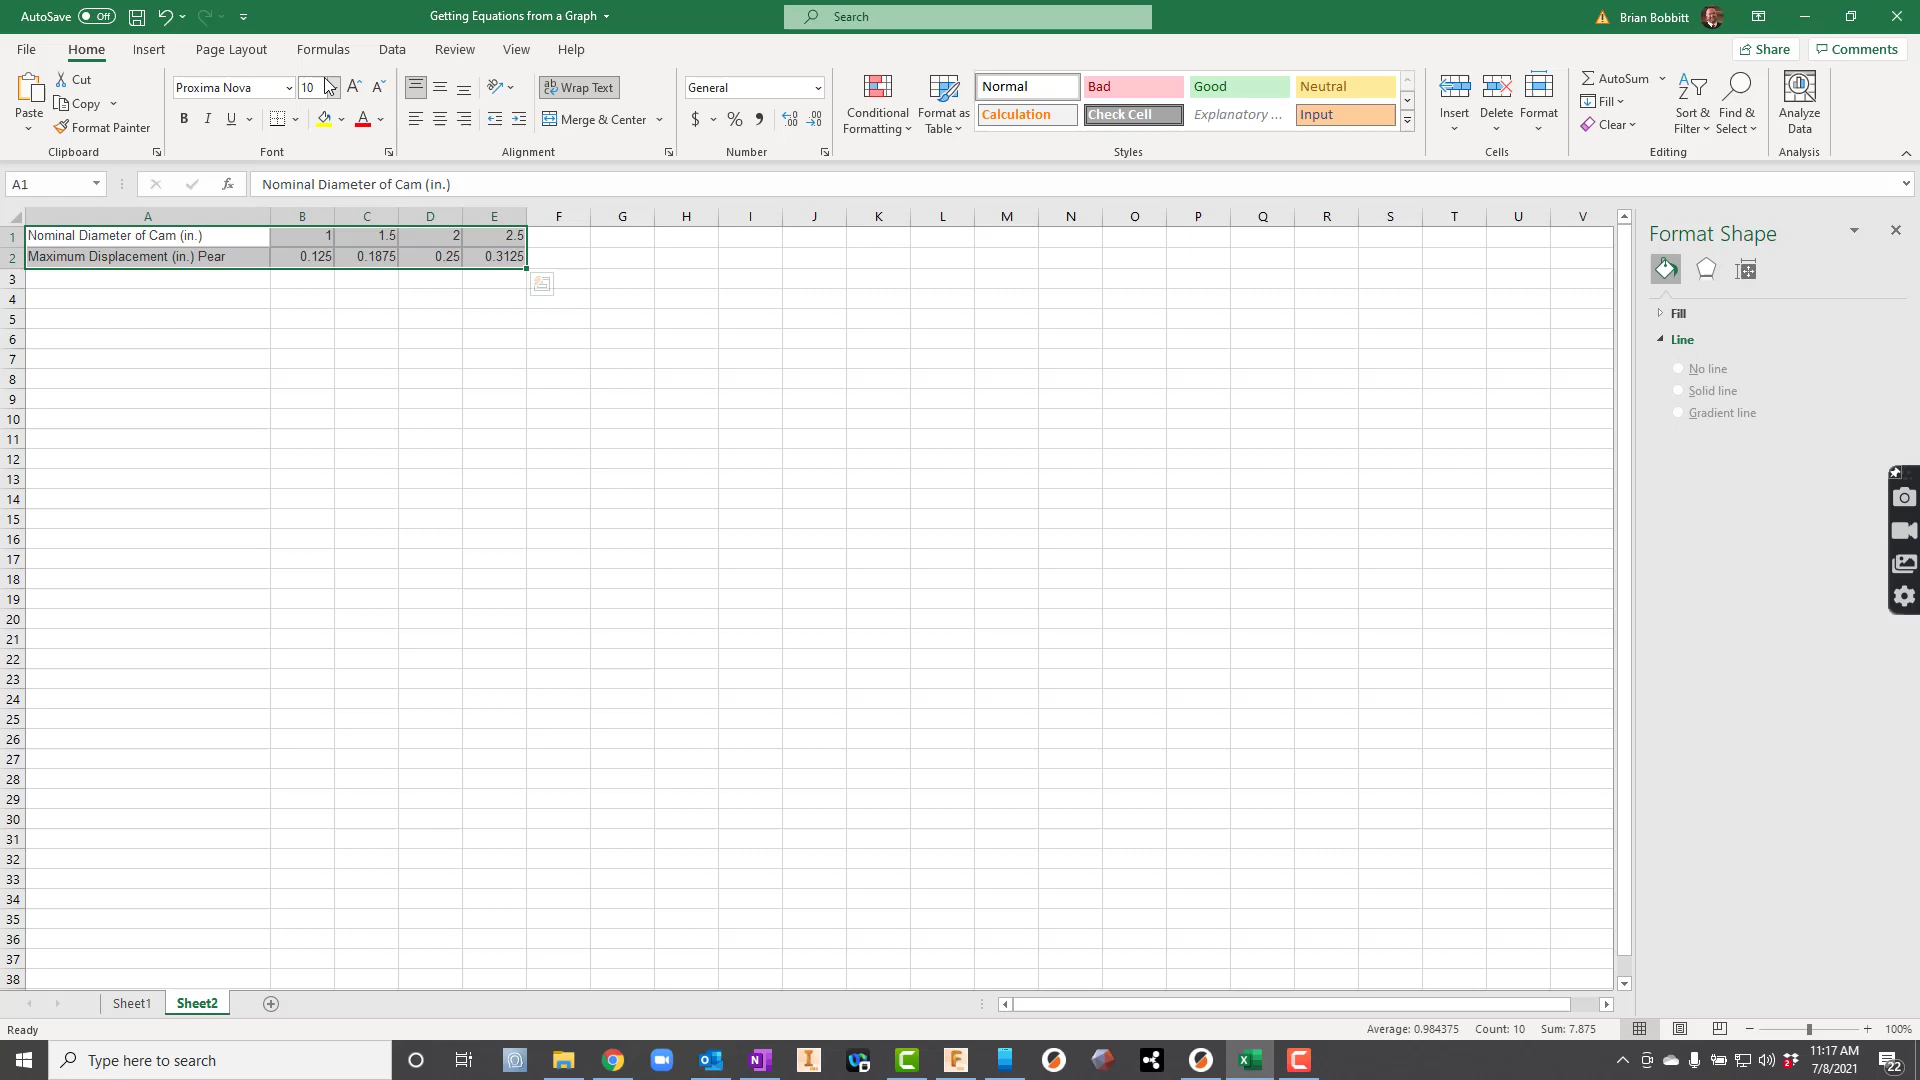 AutoSave Off Getting Equations from a Graph Search Brian Bobbitt
File Home Insert Page Layout Formulas Data Review View Help Share Comments
Paste Cut Copy Format Painter Clipboard
Proxima Nova 10 B I U A Font
Wrap Text Merge & Center Alignment
General $ % Number
Conditional Formatting Format as Table
Normal Bad Good Neutral
Calculation Check Cell Explanatory ... Input
Styles
Insert Delete Format Cells
AutoSum Fill Clear Sort & Filter Find & Select Editing
Analyze Data Analysis
A1 fx Nominal Diameter of Cam (in.)
A B C D E F G H I J K L M N O P Q R S T U V
1 Nominal Diameter of Cam (in.) 1 1.5 2 2.5
2 Maximum Displacement (in.) Pear 0.125 0.1875 0.25 0.3125
3
4
5
6
7
8
9
10
11
12
13
14
15
16
17
18
19
20
21
22
23
24
25
26
27
28
29
30
31
32
33
34
35
36
37
38
Format Shape
Fill
Line
No line
Solid line
Gradient line
Sheet1 Sheet2
Ready Average: 0.984375 Count: 10 Sum: 7.875 100%
Type here to search
11:17 AM
7/8/2021
22